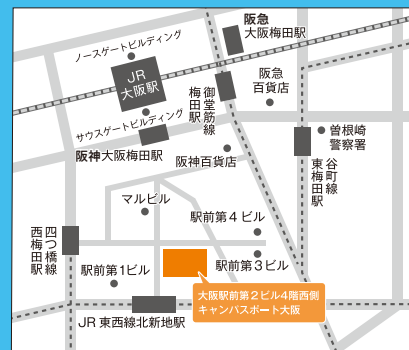 阪急
大阪梅田駅
ノースゲートビルディング
JR
大阪駅
阪急
百貨店
御堂筋線
梅田駅
サウスゲートビルディング
阪神大阪梅田駅
阪神百貨店
曽根崎
警察署
谷町線
東梅田駅
マルビル
駅前第4ビル
四つ橋線
西梅田駅
駅前第1ビル
駅前第3ビル
大阪駅前第2ビル4階西側
キャンパスポート大阪
JR東西線北新地駅